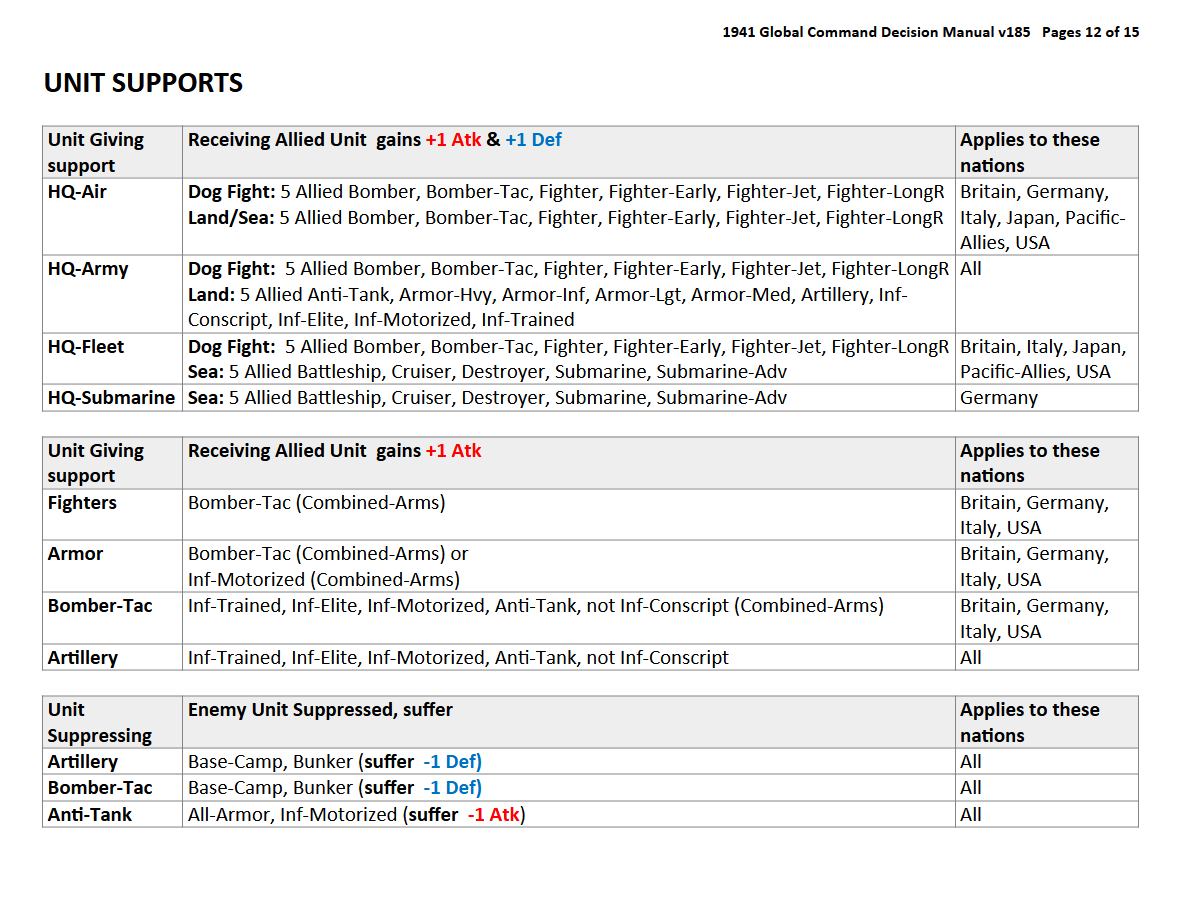 1941 Global Command Decision Manual v185   Pages 12 of 15
UNIT SUPPORTS
Unit Giving support
Receiving Allied Unit  gains +1 Atk & +1 Def
Applies to these nations
HQ-Air
Dog Fight: 5 Allied Bomber, Bomber-Tac, Fighter, Fighter-Early, Fighter-Jet, Fighter-LongR
Land/Sea: 5 Allied Bomber, Bomber-Tac, Fighter, Fighter-Early, Fighter-Jet, Fighter-LongR
Britain, Germany,
Italy, Japan, Pacific-
Allies, USA
HQ-Army
Dog Fight:  5 Allied Bomber, Bomber-Tac, Fighter, Fighter-Early, Fighter-Jet, Fighter-LongR
Land: 5 Allied Anti-Tank, Armor-Hvy, Armor-Inf, Armor-Lgt, Armor-Med, Artillery, Inf-
Conscript, Inf-Elite, Inf-Motorized, Inf-Trained
All
HQ-Fleet
Dog Fight:  5 Allied Bomber, Bomber-Tac, Fighter, Fighter-Early, Fighter-Jet, Fighter-LongR
Sea: 5 Allied Battleship, Cruiser, Destroyer, Submarine, Submarine-Adv
Britain, Italy, Japan,
Pacific-Allies, USA
HQ-Submarine
Sea: 5 Allied Battleship, Cruiser, Destroyer, Submarine, Submarine-Adv
Germany
Unit Giving
support
Receiving Allied Unit  gains +1 Atk
Applies to these
nations
Fighters
Bomber-Tac (Combined-Arms)
Britain, Germany,
Italy, USA
Armor
Bomber-Tac (Combined-Arms) or
Inf-Motorized (Combined-Arms)
Britain, Germany,
Italy, USA
Bomber-Tac
Inf-Trained, Inf-Elite, Inf-Motorized, Anti-Tank, not Inf-Conscript (Combined-Arms)
Britain, Germany,
Italy, USA
Artillery
Inf-Trained, Inf-Elite, Inf-Motorized, Anti-Tank, not Inf-Conscript
All
Unit
Suppressing
Enemy Unit Suppressed, suffer
Applies to these
nations
Artillery
Base-Camp, Bunker (suffer  -1 Def)
All
Bomber-Tac
Base-Camp, Bunker (suffer  -1 Def)
All
Anti-Tank
All-Armor, Inf-Motorized (suffer  -1 Atk)
All